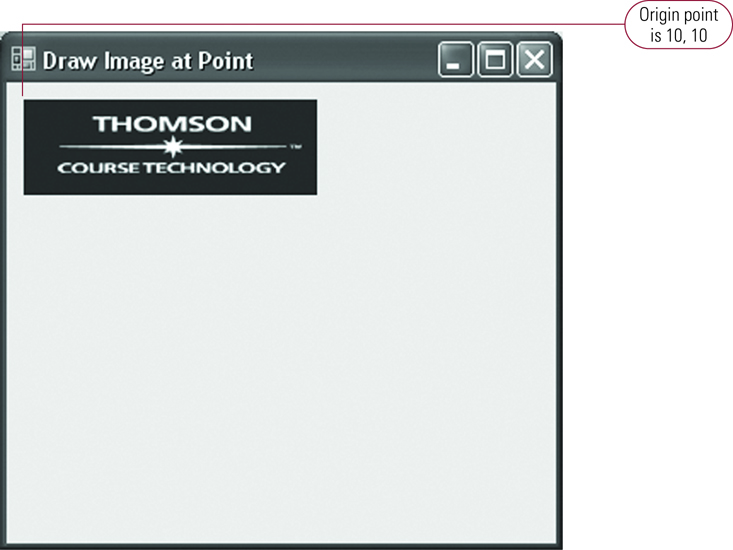 Origin point
is 10, 10
Draw Image at Point
THOMSON
™
COURSE TECHNOLOGY